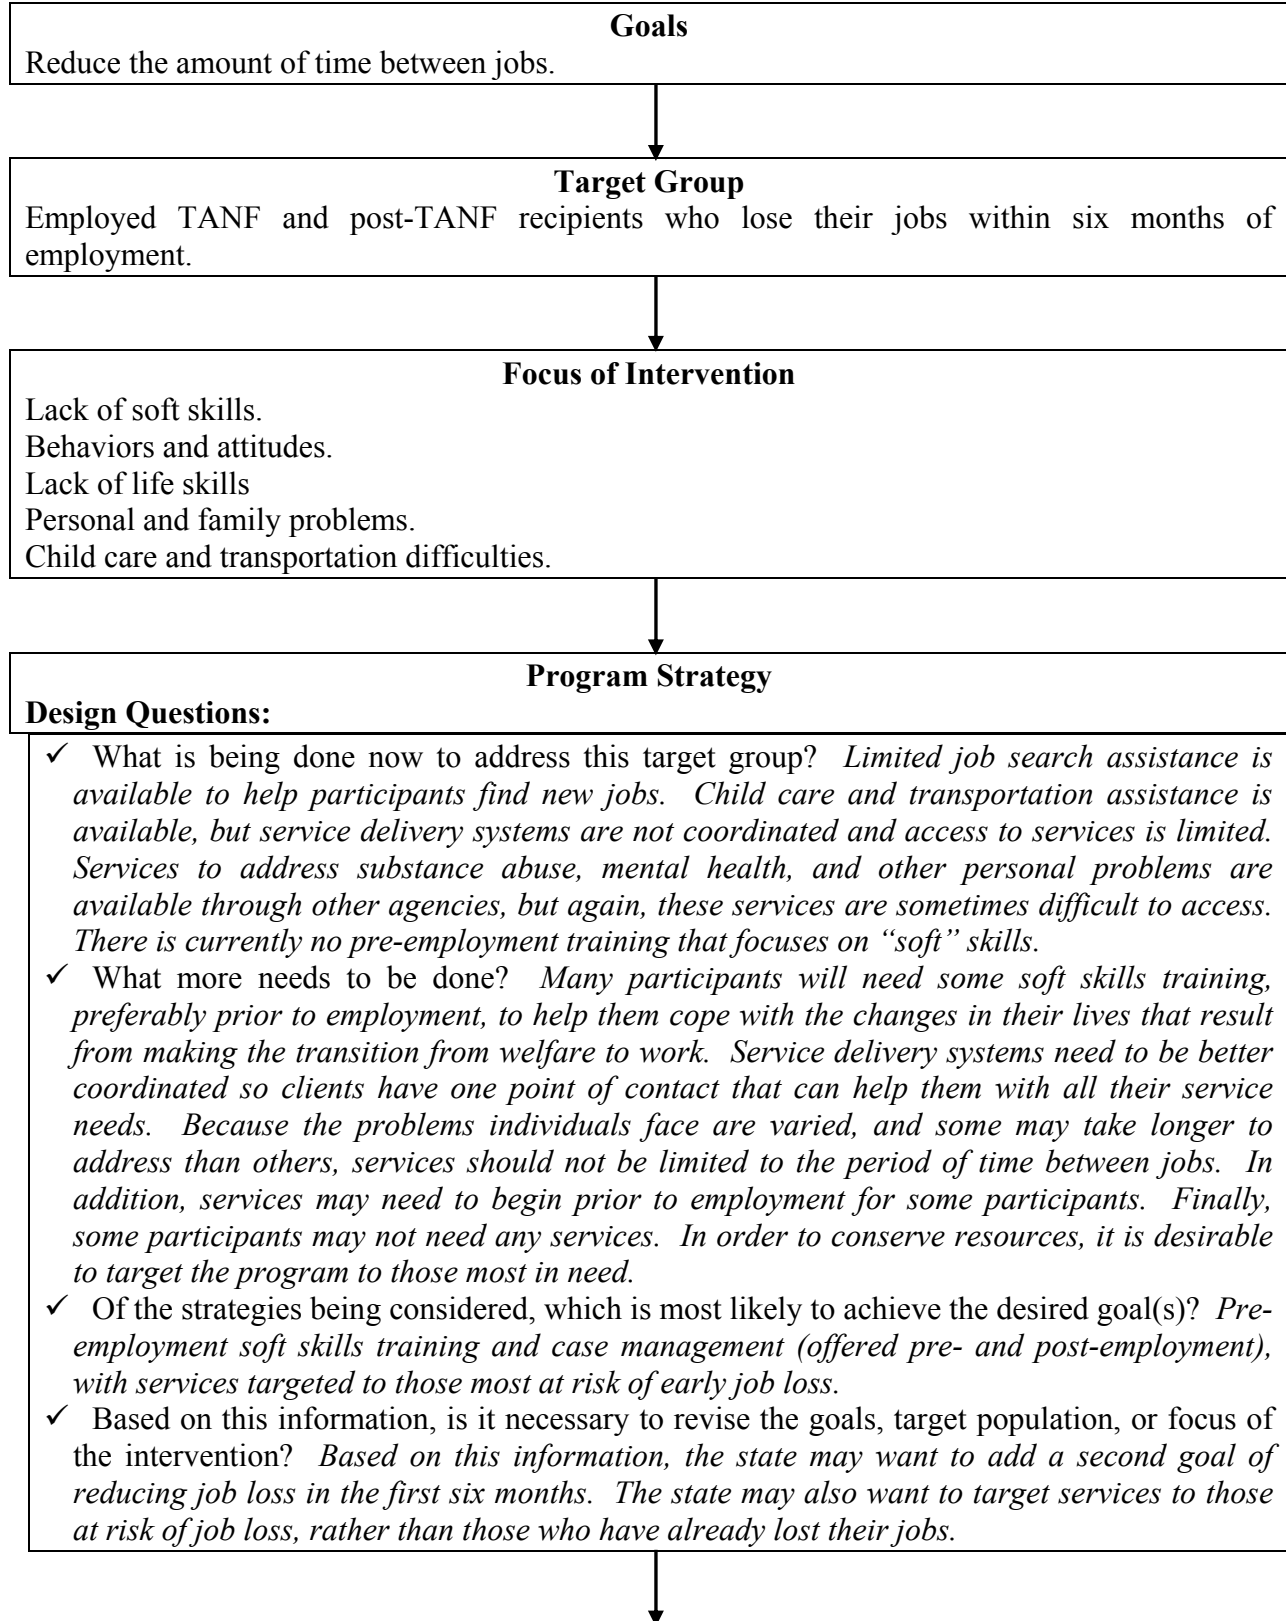 Goals
Reduce the amount of time between jobs.
Target Group
Employed TANF and post-TANF recipients who lose their jobs within six months of
employment.
Focus of Intervention
Lack of soft skills.
Behaviors and attitudes.
Lack of life skills
Personal and family problems.
Child care and transportation difficulties.
Program Strategy
Design Questions:
✓ What is being done now to address this target group? Limited job search assistance is
available to help participants find new jobs. Child care and transportation assistance is
available, but service delivery systems are not coordinated and access to services is limited.
Services to address substance abuse, mental health, and other personal problems are
available through other agencies, but again, these services are sometimes difficult to access.
There is currently no pre-employment training that focuses on “soft” skills.
✓ What more needs to be done? Many participants will need some soft skills training,
preferably prior to employment, to help them cope with the changes in their lives that result
from making the transition from welfare to work. Service delivery systems need to be better
coordinated so clients have one point of contact that can help them with all their service
needs. Because the problems individuals face are varied, and some may take longer to
address than others, services should not be limited to the period of time between jobs. In
addition, services may need to begin prior to employment for some participants. Finally,
some participants may not need any services. In order to conserve resources, it is desirable
to target the program to those most in need.
✓ Of the strategies being considered, which is most likely to achieve the desired goal(s)? Pre-
employment soft skills training and case management (offered pre- and post-employment),
with services targeted to those most at risk of early job loss.
✓ Based on this information, is it necessary to revise the goals, target population, or focus of
the intervention? Based on this information, the state may want to add a second goal of
reducing job loss in the first six months. The state may also want to target services to those
at risk of job loss, rather than those who have already lost their jobs.